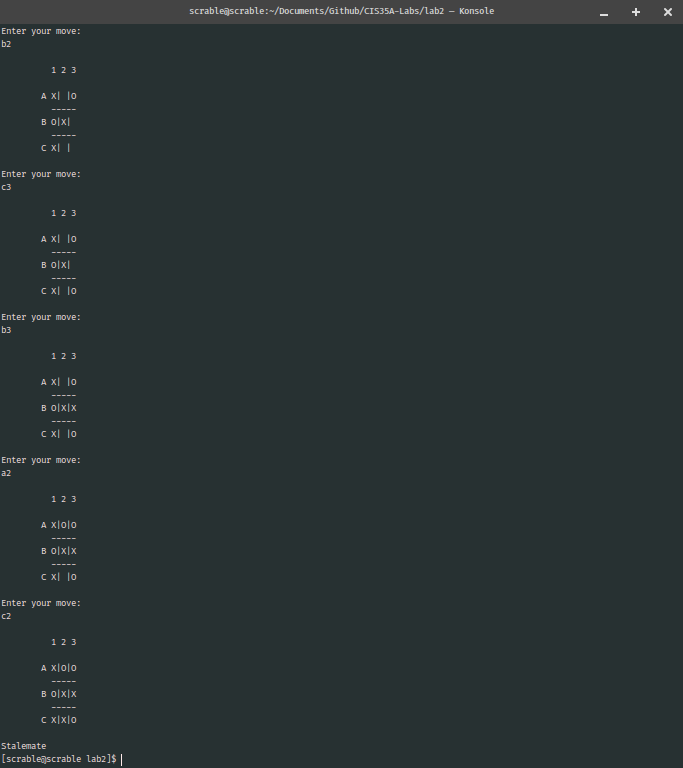 scrable@scrable:~/Documents/Github/CIS35A-Labs/lab2 — Konsole
Enter your move:
b2
1 2 3
A X| |O
-----
B O|X|
-----
C X| |
Enter your move:
c3
1 2 3
A X| |O
-----
B O|X|
-----
C X| |O
Enter your move:
b3
1 2 3
A X| |O
-----
B O|X|X
-----
C X| |O
Enter your move:
a2
1 2 3
A X|O|O
-----
B O|X|X
-----
C X| |O
Enter your move:
c2
1 2 3
A X|O|O
-----
B O|X|X
-----
C X|X|O
Stalemate
[scrable@scrable lab2]$